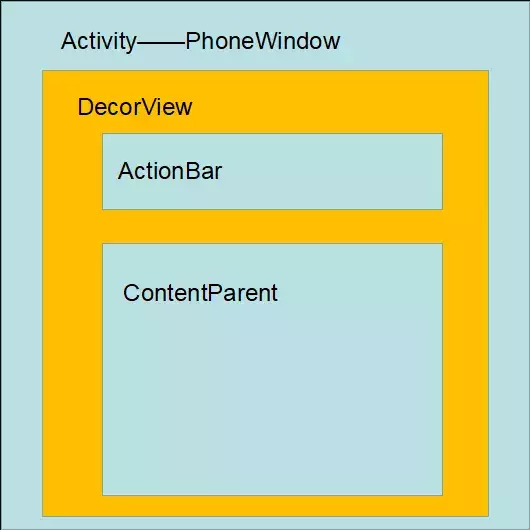 Activity——PhoneWindow
DecorView
ActionBar
ContentParent